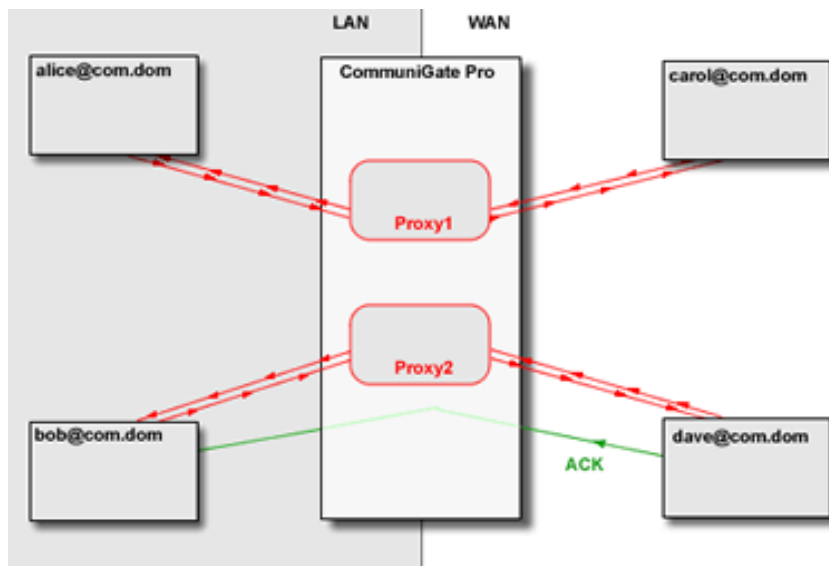 LAN WAN
alice@com.dom
CommuniGate Pro
carol@com.dom
Proxy1
Proxy2
bob@com.dom
dave@com.dom
ACK